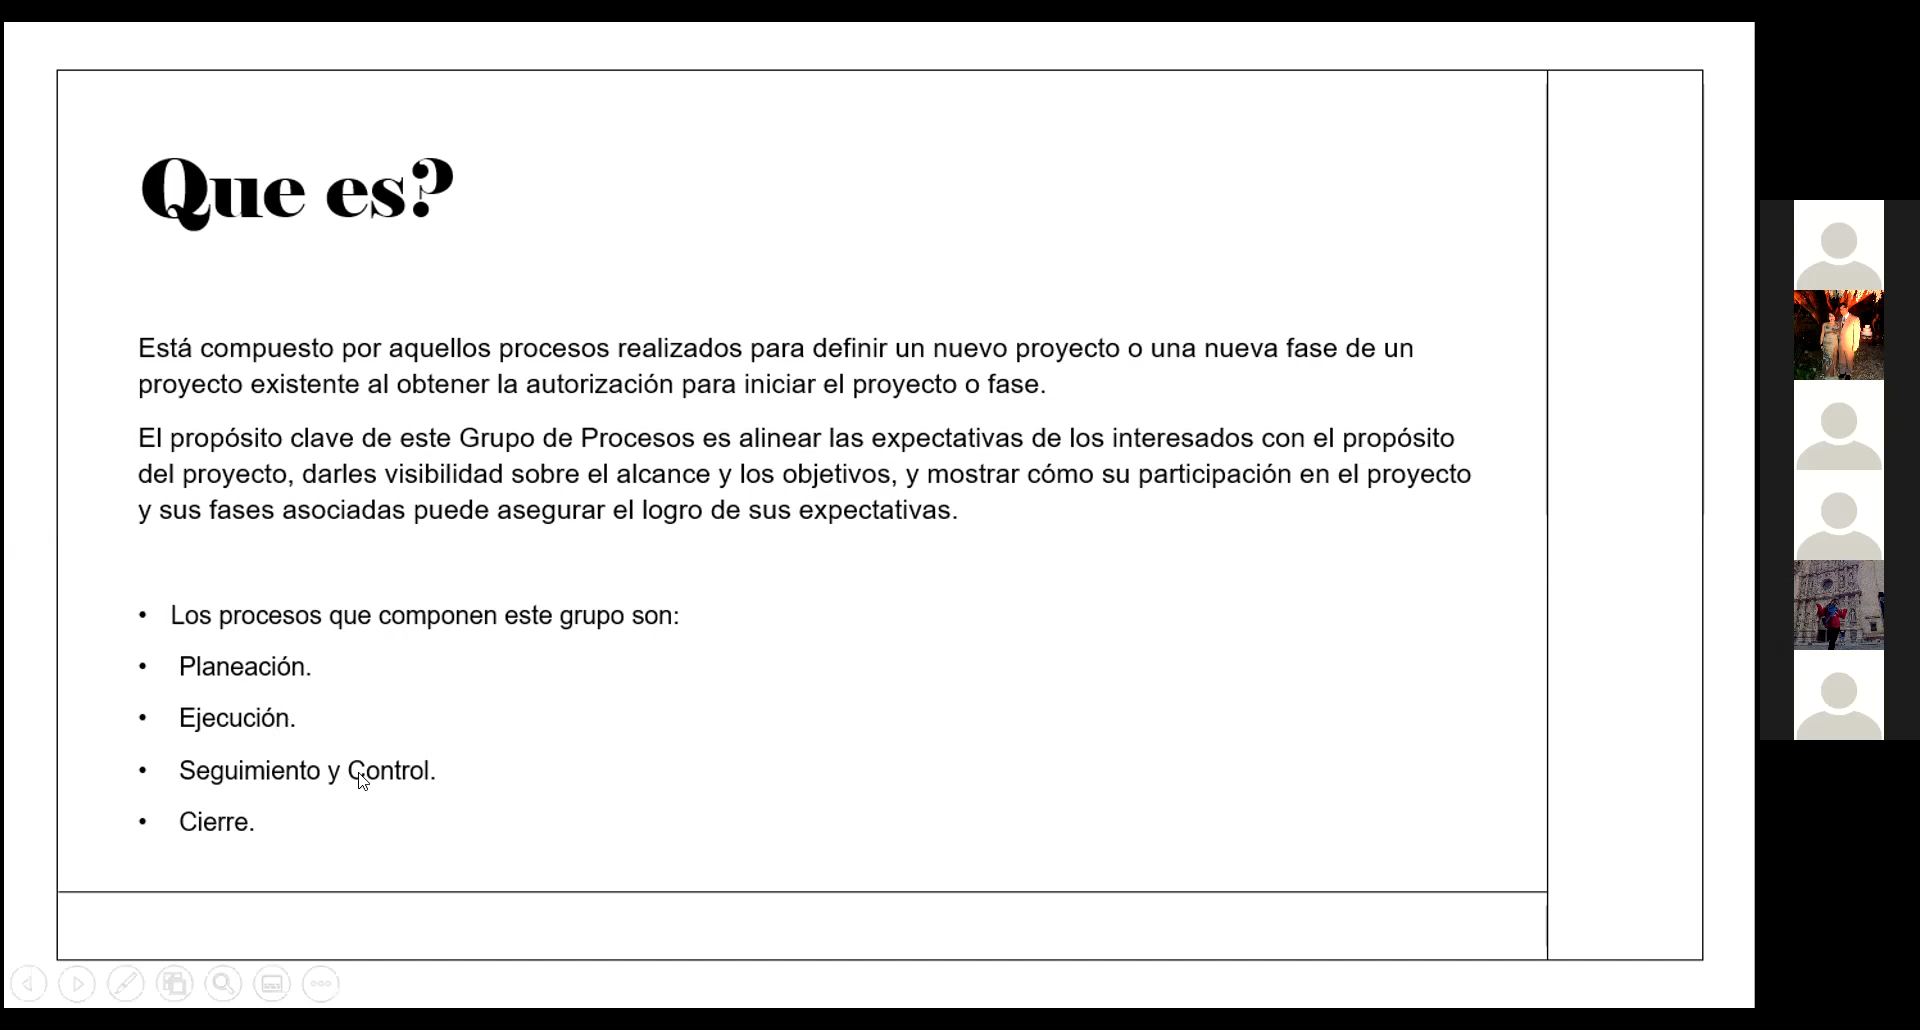 Que es?
Está compuesto por aquellos procesos realizados para definir un nuevo proyecto o una nueva fase de un
proyecto existente al obtener la autorización para iniciar el proyecto o fase.
El propósito clave de este Grupo de Procesos es alinear las expectativas de los interesados con el propósito
del proyecto, darles visibilidad sobre el alcance y los objetivos, y mostrar cómo su participación en el proyecto
y sus fases asociadas puede asegurar el logro de sus expectativas.
• Los procesos que componen este grupo son:
• Planeación.
• Ejecución.
• Seguimiento y Control.
• Cierre.